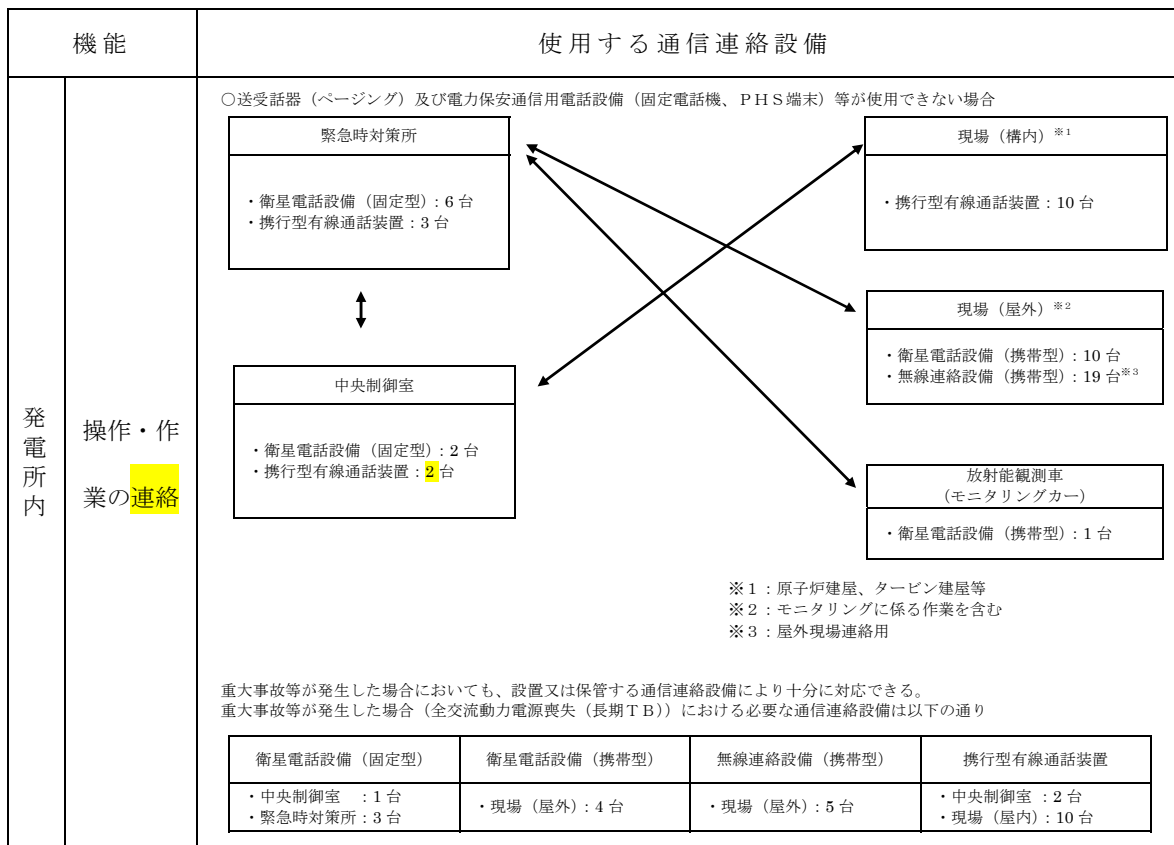 機能
使用する通信連絡設備
発電所内
操作・作
業の連絡
○送受話器（ページング）及び電力保安通信用電話設備（固定電話機、PHS端末）等が使用できない場合
緊急時対策所
・衛星電話設備（固定型）：6 台
・携行型有線通話装置：3 台
現場（構内）※1
・携行型有線通話装置：10 台
現場（屋外）※2
・衛星電話設備（携帯型）：10 台
・無線連絡設備（携帯型）：19 台※3
中央制御室
・衛星電話設備（固定型）：2 台
・携行型有線通話装置：2 台
放射能観測車
(モニタリングカー)
・衛星電話設備（携帯型）：1 台
※１：原子炉建屋、タービン建屋等
※２：モニタリングに係る作業を含む
※３：屋外現場連絡用
重大事故等が発生した場合においても、設置又は保管する通信連絡設備により十分に対応できる。
重大事故等が発生した場合（全交流動力電源喪失（長期ＴＢ））における必要な通信連絡設備は以下の通り
衛星電話設備（固定型） 衛星電話設備（携帯型） 無線連絡設備（携帯型） 携行型有線通話装置
・中央制御室　：1 台
・緊急時対策所：3 台
・現場（屋外）：4 台
・現場（屋外）：5 台
・中央制御室 ：2 台
・現場（屋内）：10 台